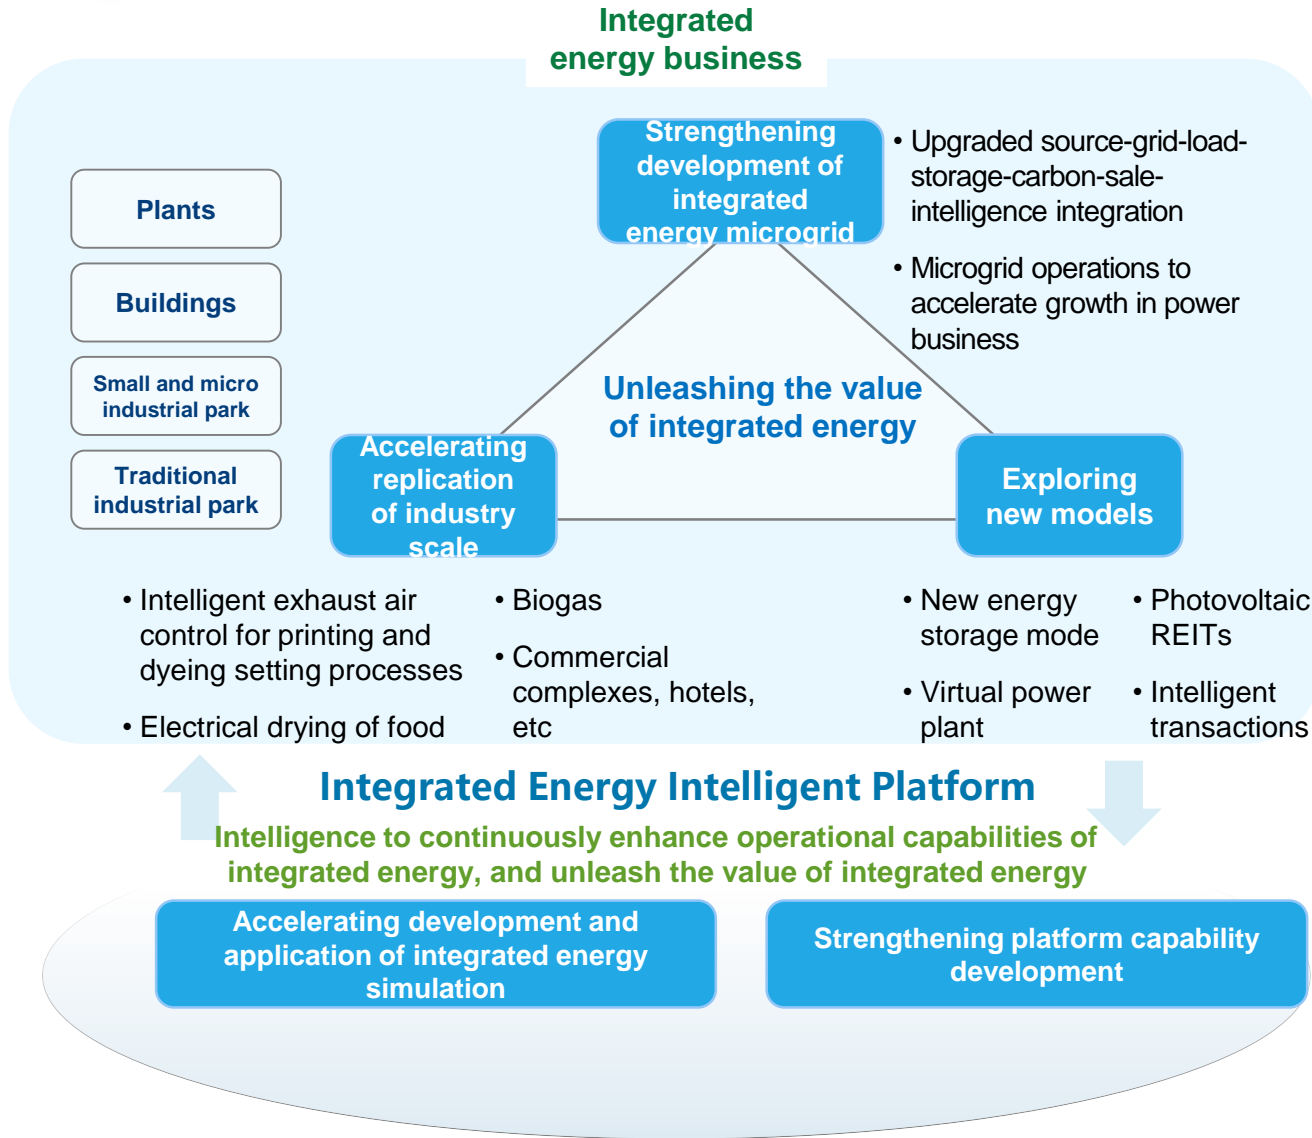 Integrated
energy business
Strengthening
development of
integrated
energy microgrid
• Upgraded source-grid-load-
storage-carbon-sale-
intelligence integration
• Microgrid operations to
accelerate growth in power
business
Plants
Buildings
Small and micro
industrial park
Traditional
industrial park
Unleashing the value
of integrated energy
Accelerating
replication
of industry
scale
Exploring
new models
• Intelligent exhaust air
control for printing and
dyeing setting processes
• Electrical drying of food
• Biogas
• Commercial
complexes, hotels,
etc
• New energy
storage mode
• Virtual power
plant
• Photovoltaic
REITs
• Intelligent
transactions
Integrated Energy Intelligent Platform
Intelligence to continuously enhance operational capabilities of
integrated energy, and unleash the value of integrated energy
Accelerating development and
application of integrated energy
simulation
Strengthening platform capability
development